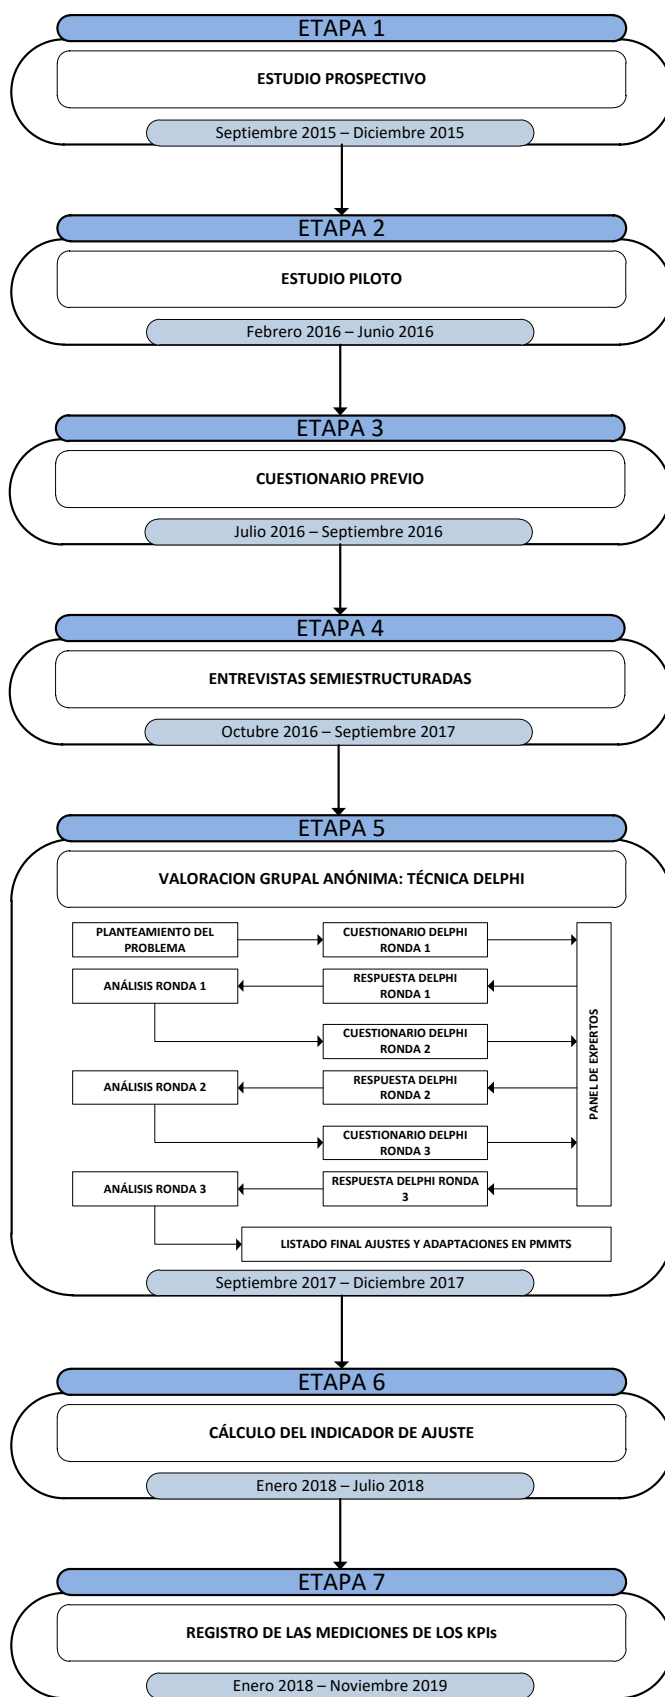 ETAPA 1
ESTUDIO PROSPECTIVO
Septiembre 2015 – Diciembre 2015
ETAPA 2
ESTUDIO PILOTO
Febrero 2016 – Junio 2016
ETAPA 3
CUESTIONARIO PREVIO
Julio 2016 – Septiembre 2016
ETAPA 4
ENTREVISTAS SEMIESTRUCTURADAS
Octubre 2016 – Septiembre 2017
ETAPA 5
VALORACION GRUPAL ANÓNIMA: TÉCNICA DELPHI
PLANTEAMIENTO DEL
PROBLEMA
CUESTIONARIO DELPHI
RONDA 1
PANEL DE EXPERTOS
ANÁLISIS RONDA 1
RESPUESTA DELPHI
RONDA 1
CUESTIONARIO DELPHI
RONDA 2
ANÁLISIS RONDA 2
RESPUESTA DELPHI
RONDA 2
CUESTIONARIO DELPHI
RONDA 3
ANÁLISIS RONDA 3
RESPUESTA DELPHI RONDA
3
LISTADO FINAL AJUSTES Y ADAPTACIONES EN PMMTS
Septiembre 2017 – Diciembre 2017
ETAPA 6
CÁLCULO DEL INDICADOR DE AJUSTE
Enero 2018 – Julio 2018
ETAPA 7
REGISTRO DE LAS MEDICIONES DE LOS KPIs
Enero 2018 – Noviembre 2019